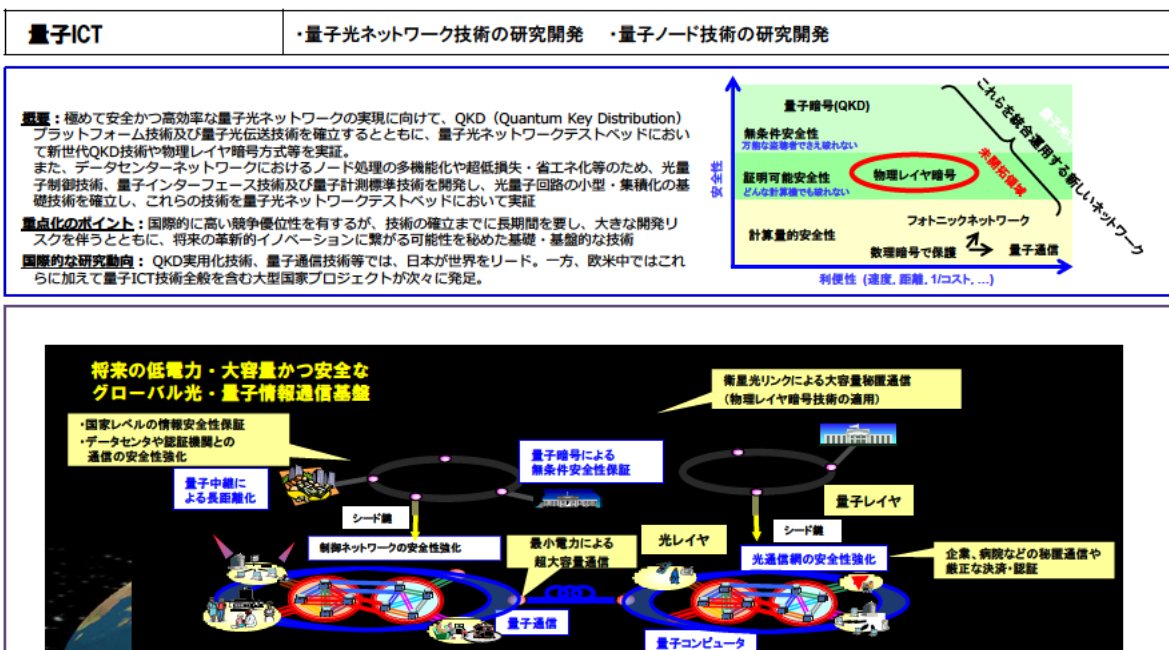 量子ICT
・量子光ネットワーク技術の研究開発 ・量子ノード技術の研究開発
概要：極めて安全かつ高効率な量子光ネットワークの実現に向けて、QKD（Quantum Key Distribution）
プラットフォーム技術及び量子光伝送技術を確立するとともに、量子光ネットワークテストベッドにおい
て新世代QKD技術や物理レイヤ暗号方式等を実証。
また、データセンターネットワークにおけるノード処理の多機能化や超低損失・省エネ化等のため、光量
子制御技術、量子インターフェース技術及び量子計測標準技術を開発し、光量子回路の小型・集積化の基
礎技術を確立し、これらの技術を量子光ネットワークテストベッドにおいて実証
重点化のポイント：国際的に高い競争優位性を有するが、技術の確立までに長期間を要し、大きな開発リ
スクを伴うとともに、将来の革新的イノベーションに繋がる可能性を秘めた基礎・基盤的な技術
国際的な研究動向： QKD実用化技術、量子通信技術等では、日本が世界をリード。一方、欧米中ではこれ
らに加えて量子ICT技術全般を含む大型国家プロジェクトが次々に発足。
安全性
量子暗号(QKD)
無条件安全性
万能な盗聴者でさえ破れない
証明可能安全性
どんな計算機でも破れない
物理レイヤ暗号
未開拓領域
これらを統合運用する新しいネットワーク
計算量的安全性
フォトニックネットワーク
数理暗号で保護
量子通信
利便性 (速度, 距離, 1/コスト, …)
将来の低電力・大容量かつ安全な
グローバル光・量子情報通信基盤
衛星光リンクによる大容量秘匿通信
（物理レイヤ暗号技術の適用）
・国家レベルの情報安全性保証
・データセンタや認証機関との
通信の安全性強化
量子暗号による
無条件安全性保証
量子中継に
よる長距離化
量子レイヤ
シード鍵
シード鍵
制御ネットワークの安全性強化
最小電力による
超大容量通信
光レイヤ
光通信網の安全性強化
企業、病院などの秘匿通信や
厳正な決済・認証
量子通信
量子コンピュータ